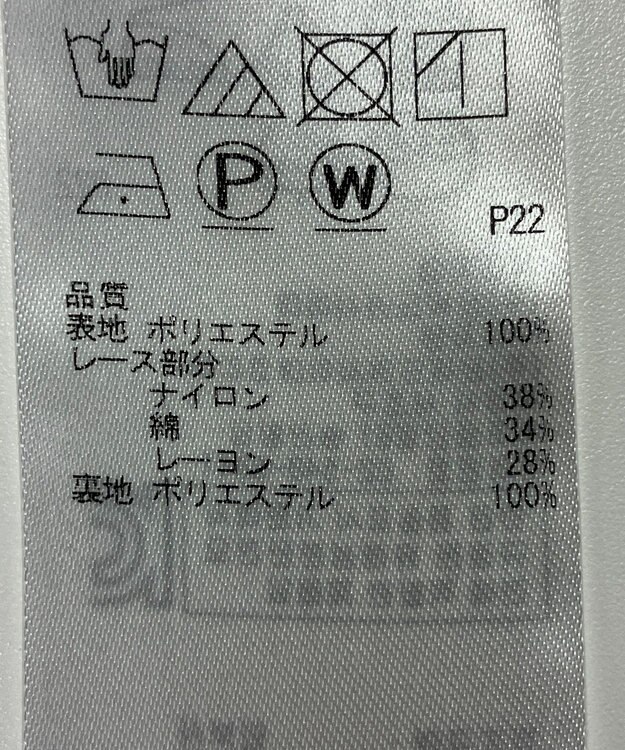 P W
P22
品質
表地 ポリエステル 100%
レース部分
ナイロン 38%
綿 34%
レーヨン 28%
裏地 ポリエステル 100%